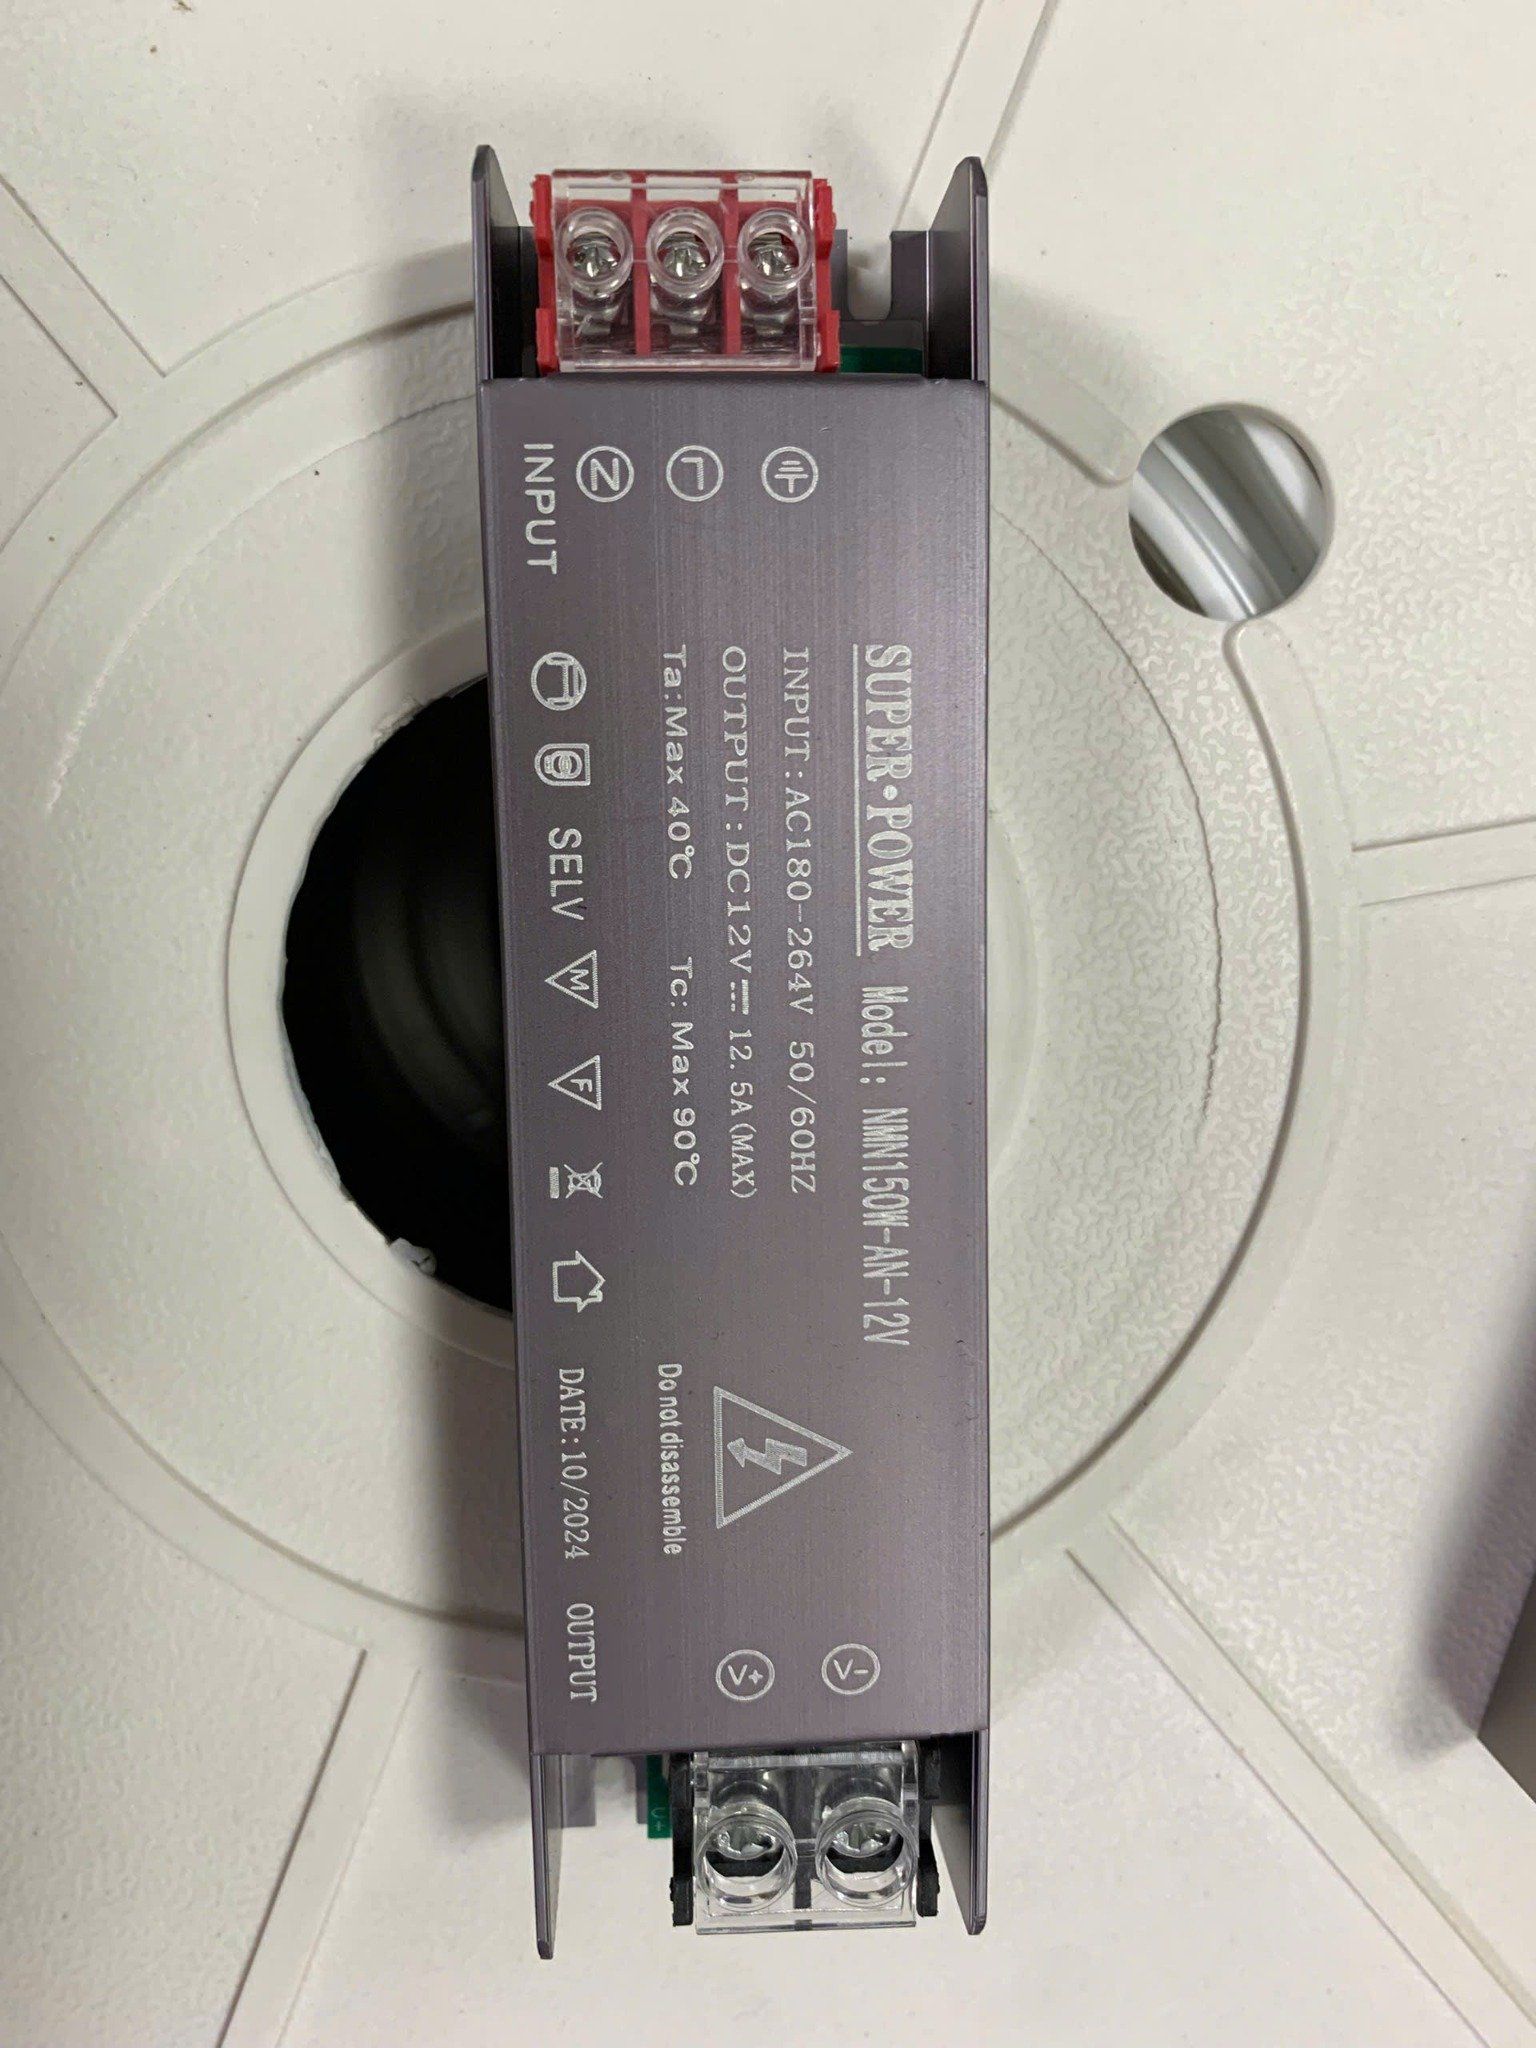 SUPER·POWER Model: NMN150W-AN-12V
INPUT: AC180-264V 50/60HZ
OUTPUT: DC12V⎓12.5A(MAX)
Ta:Max 40℃ Tc: Max 90℃
Do not disassemble
L
N
INPUT
SELV
M
F
DATE:10/2024
V-
V+
OUTPUT